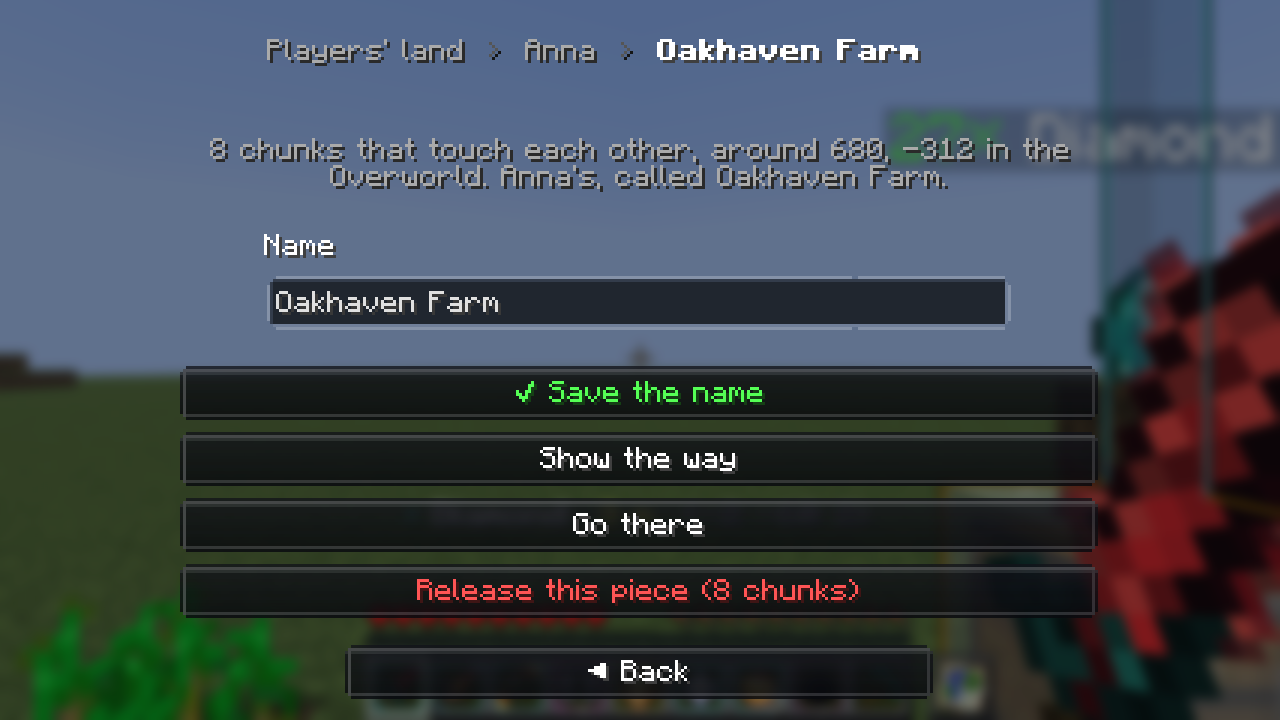 Players' land > Anna > Oakhaven Farm
8 chunks that touch each other, around 680, -312 in the
Overworld. Anna's, called Oakhaven Farm.
Diamond
Name
Oakhaven Farm
✓ Save the name
Show the way
Go there
Release this piece (8 chunks)
◄ Back